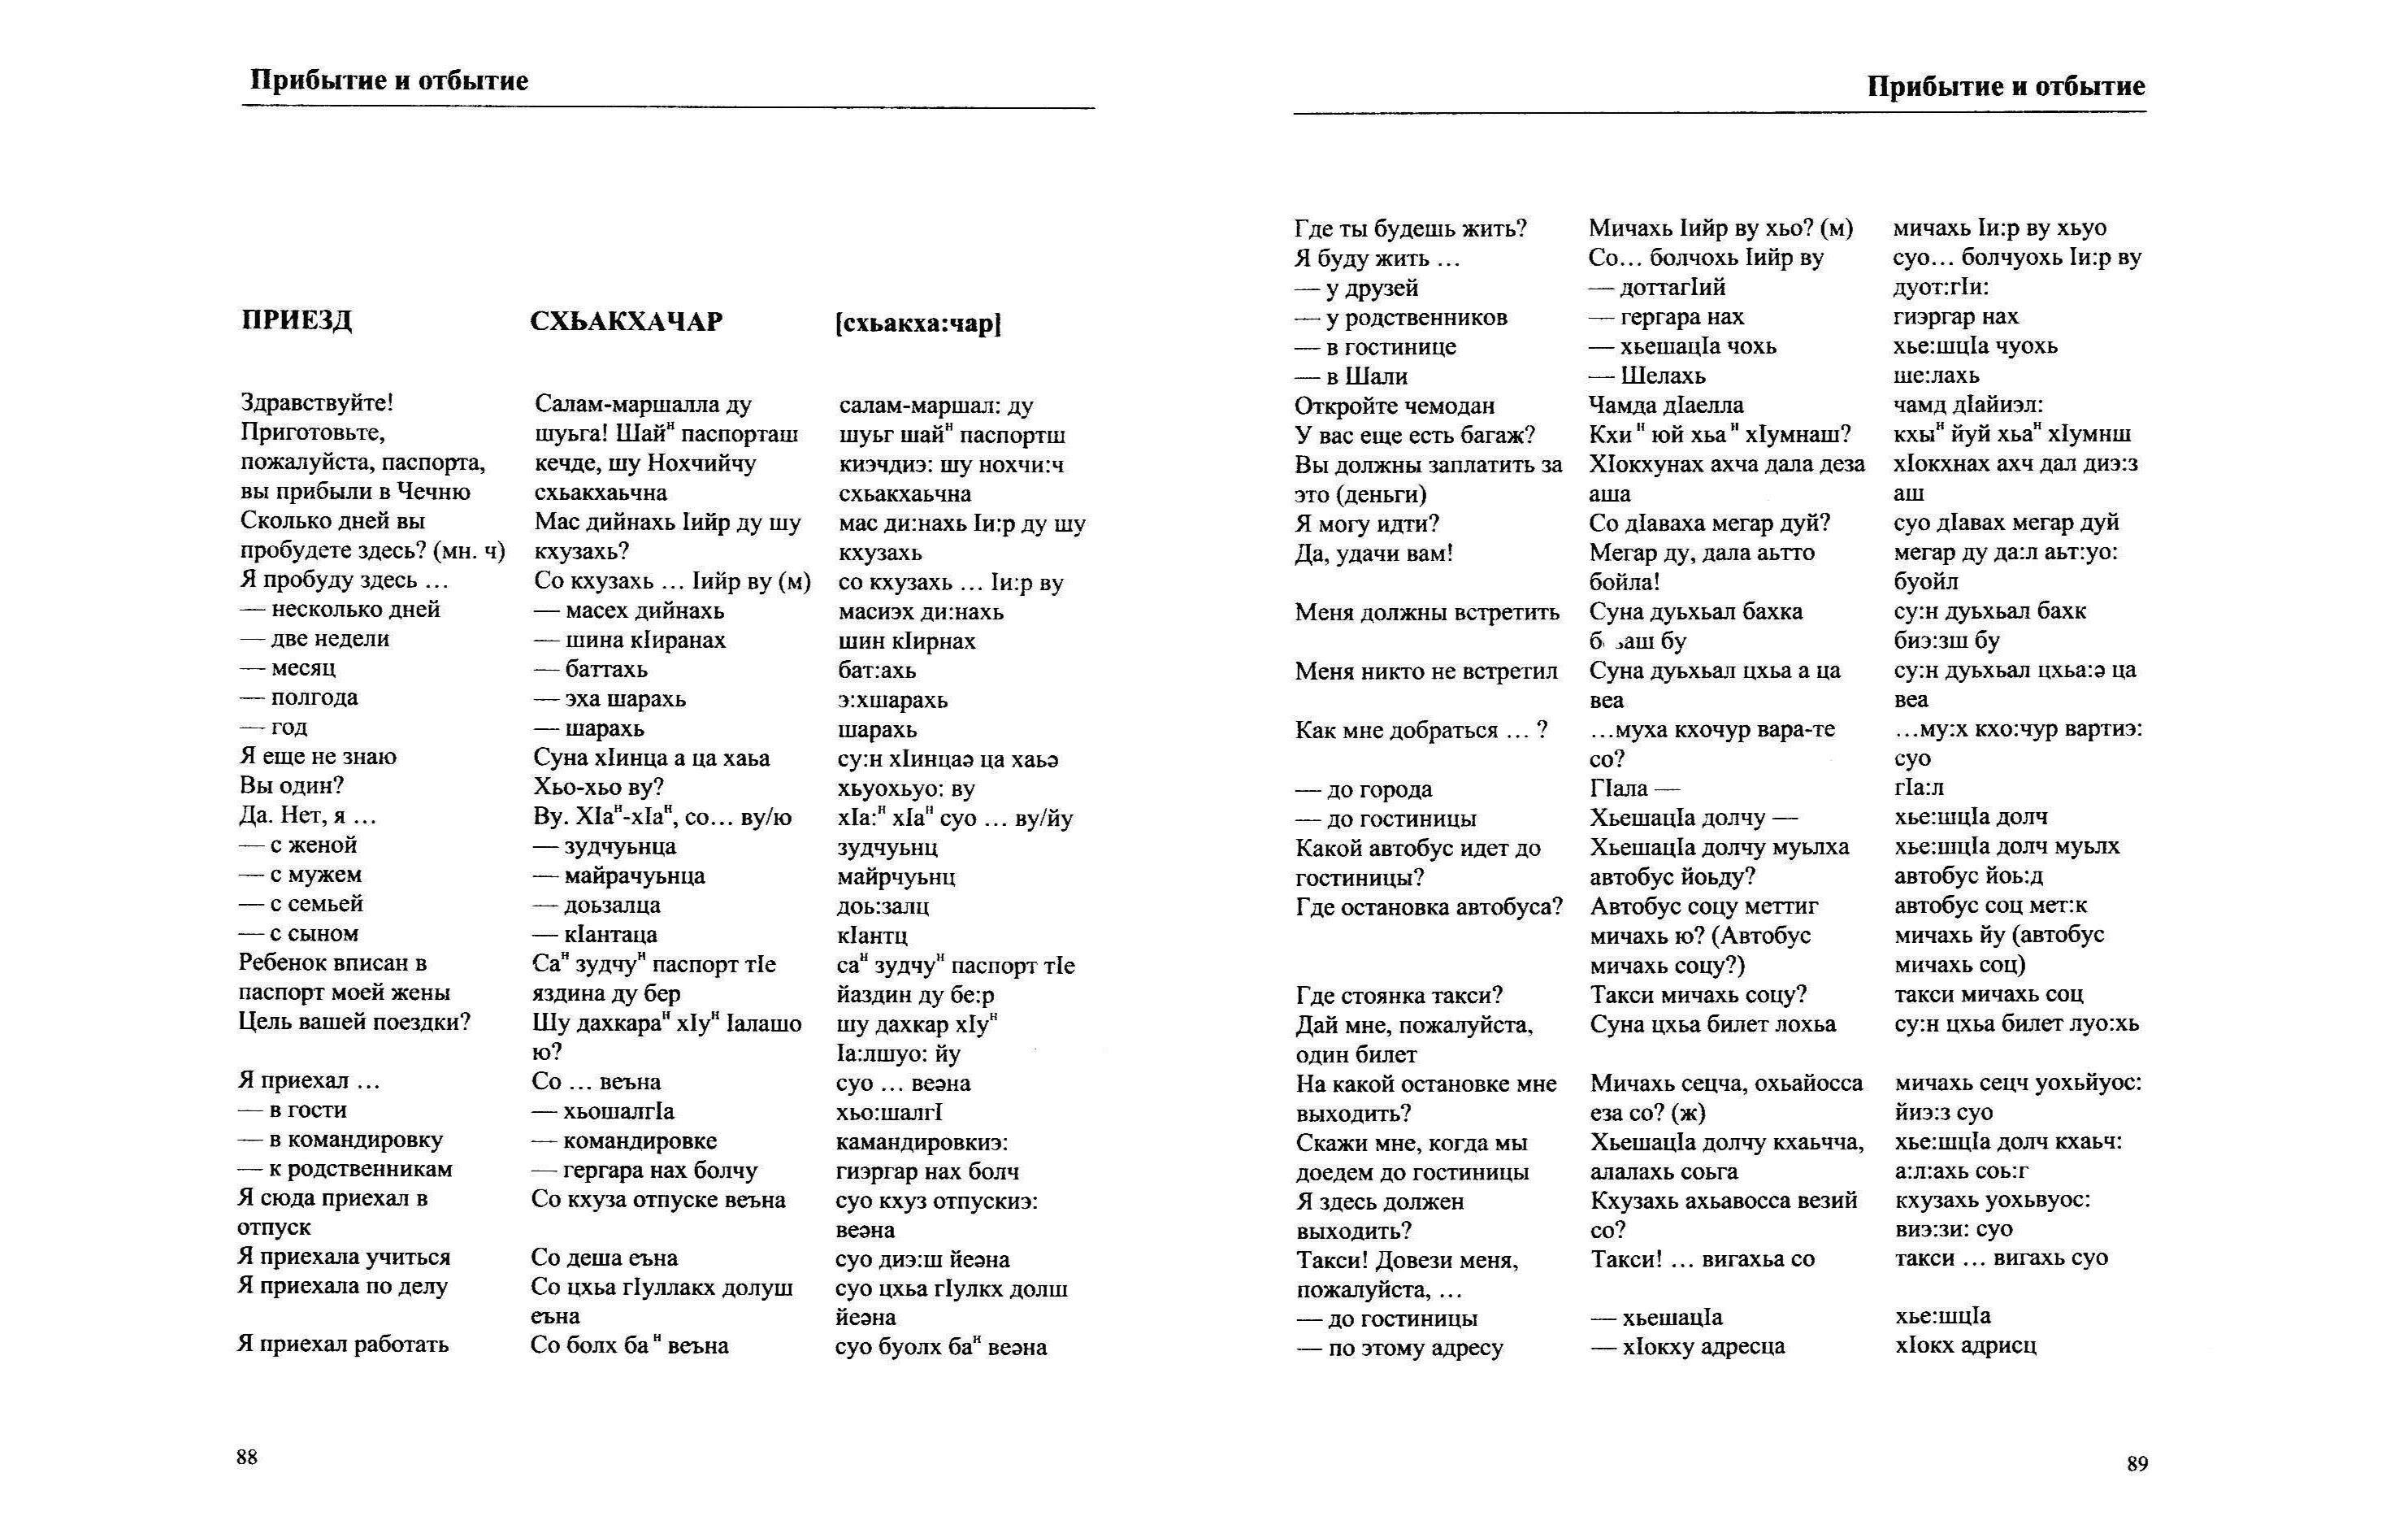 Прибытие и отбытие
ПРИЕЗД СХЬАКХАЧАР [схьакха:чар]
Здравствуйте! Салам-маршалла ду салам-маршал: ду
Приготовьте, шуьга! Шайᴴ паспорташ шуьг шайᴴ паспортш
пожалуйста, паспорта, кечде, шу Нохчийчу киэчдиэ: шу нохчи:ч
вы прибыли в Чечню схьакхаьчна схьакхаьчна
Сколько дней вы Мас дийнахь Iийр ду шу мас ди:нахь Iи:р ду шу
пробудете здесь? (мн. ч) кхузахь? кхузахь
Я пробуду здесь ... Со кхузахь ... Iийр ву (м) со кхузахь ... Iи:р ву
— несколько дней — масех дийнахь масиэх ди:нахь
— две недели — шина кIиранах шин кIирнах
— месяц — баттахь бат:ахь
— полгода — эха шарахь э:хшарахь
— год — шарахь шарахь
Я еще не знаю Суна хIинца а ца хаьа су:н хIинцаэ ца хаьэ
Вы один? Хьо-хьо ву? хьуохьуо: ву
Да. Нет, я ... Ву. ХIаᴴ-хIаᴴ, со... ву/ю хIа:ᴴ хIаᴴ суо ... ву/йу
— с женой — зудчуьнца зудчуьнц
— с мужем — майрачуьнца майрчуьнц
— с семьей — доьзалца доь:залц
— с сыном — кIантаца кIантц
Ребенок вписан в Саᴴ зудчуᴴ паспорт тIе саᴴ зудчуᴴ паспорт тIе
паспорт моей жены яздина ду бер йаздин ду бе:р
Цель вашей поездки? Шу дахкараᴴ хIуᴴ Iалашо шу дахкар хIуᴴ
ю? Iа:лшуо: йу
Я приехал ... Со ... веъна суо ... веэна
— в гости — хьошалгIа хьо:шалгI
— в командировку — командировке камандировкиэ:
— к родственникам — гергара нах болчу гиэргар нах болч
Я сюда приехал в Со кхуза отпуске веъна суо кхуз отпускиэ:
отпуск веэна
Я приехала учиться Со деша еъна суо диэ:ш йеэна
Я приехала по делу Со цхьа гIуллакх долуш суо цхьа гIулкх долш
еъна йеэна
Я приехал работать Со болх баᴴ веъна суо буолх баᴴ веэна
88
Прибытие и отбытие
Где ты будешь жить? Мичахь Iийр ву хьо? (м) мичахь Iи:р ву хьуо
Я буду жить ... Со... болчохь Iийр ву суо... болчуохь Iи:р ву
— у друзей — доттагIий дуот:гIи:
— у родственников — гергара нах гиэргар нах
— в гостинице — хьешацIа чохь хье:шцIа чуохь
— в Шали — Шелахь ше:лахь
Откройте чемодан Чамда дIаелла чамд дIайиэл:
У вас еще есть багаж? Кхиᴴ юй хьаᴴ хIумнаш? кхыᴴ йуй хьаᴴ хIумнш
Вы должны заплатить за ХIокхунах ахча дала деза хIокхнах ахч дал диэ:з
это (деньги) аша аш
Я могу идти? Со дIаваха мегар дуй? суо дIавах мегар дуй
Да, удачи вам! Мегар ду, дала аьтто мегар ду да:л аьт:уо:
бойла! буойл
Меня должны встретить Суна дуьхьал бахка су:н дуьхьал бахк
бу биэ:зш бу
Меня никто не встретил Суна дуьхьал цхьа а ца су:н дуьхьал цхьа:э ца
веа веа
Как мне добраться ... ? ...муха кхочур вара-те ...му:х кхо:чур вартиэ:
со? суо
— до города ГIала — гIа:л
— до гостиницы ХьешацIа долчу — хье:шцIа долч
Какой автобус идет до ХьешацIа долчу муьлха хье:шцIа долч муьлх
гостиницы? автобус йоьду? автобус йоь:д
Где остановка автобуса? Автобус соцу меттиг автобус соц мет:к
мичахь ю? (Автобус мичахь йу (автобус
мичахь соцу?) мичахь соц)
Где стоянка такси? Такси мичахь соцу? такси мичахь соц
Дай мне, пожалуйста, Суна цхьа билет лохьа су:н цхьа билет луо:хь
один билет
На какой остановке мне Мичахь сецча, охьайосса мичахь сецч уохьйуос:
выходить? еза со? (ж) йиэ:з суо
Скажи мне, когда мы ХьешацIа долчу кхаьчча, хье:шцIа долч кхаьч:
доедем до гостиницы алалахь соьга а:л:ахь соь:г
Я здесь должен Кхузахь ахьавосса везий кхузахь уохьвуос:
выходить? со? виэ:зи: суо
Такси! Довези меня, Такси! ... вигахьа со такси ... вигахь суо
пожалуйста, ...
— до гостиницы — хьешацIа хье:шцIа
— по этому адресу — хIокху адресца хIокх адрисц
89